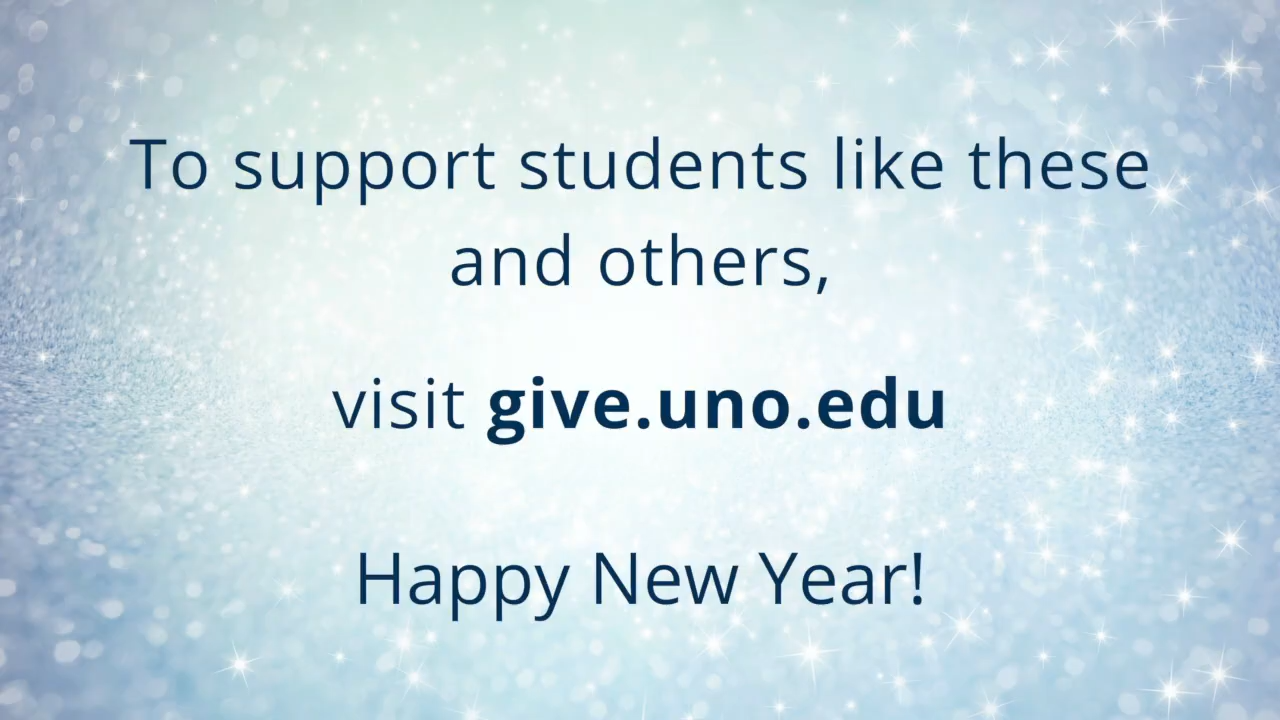 To support students like these
and others,
visit give.uno.edu
Happy New Year!